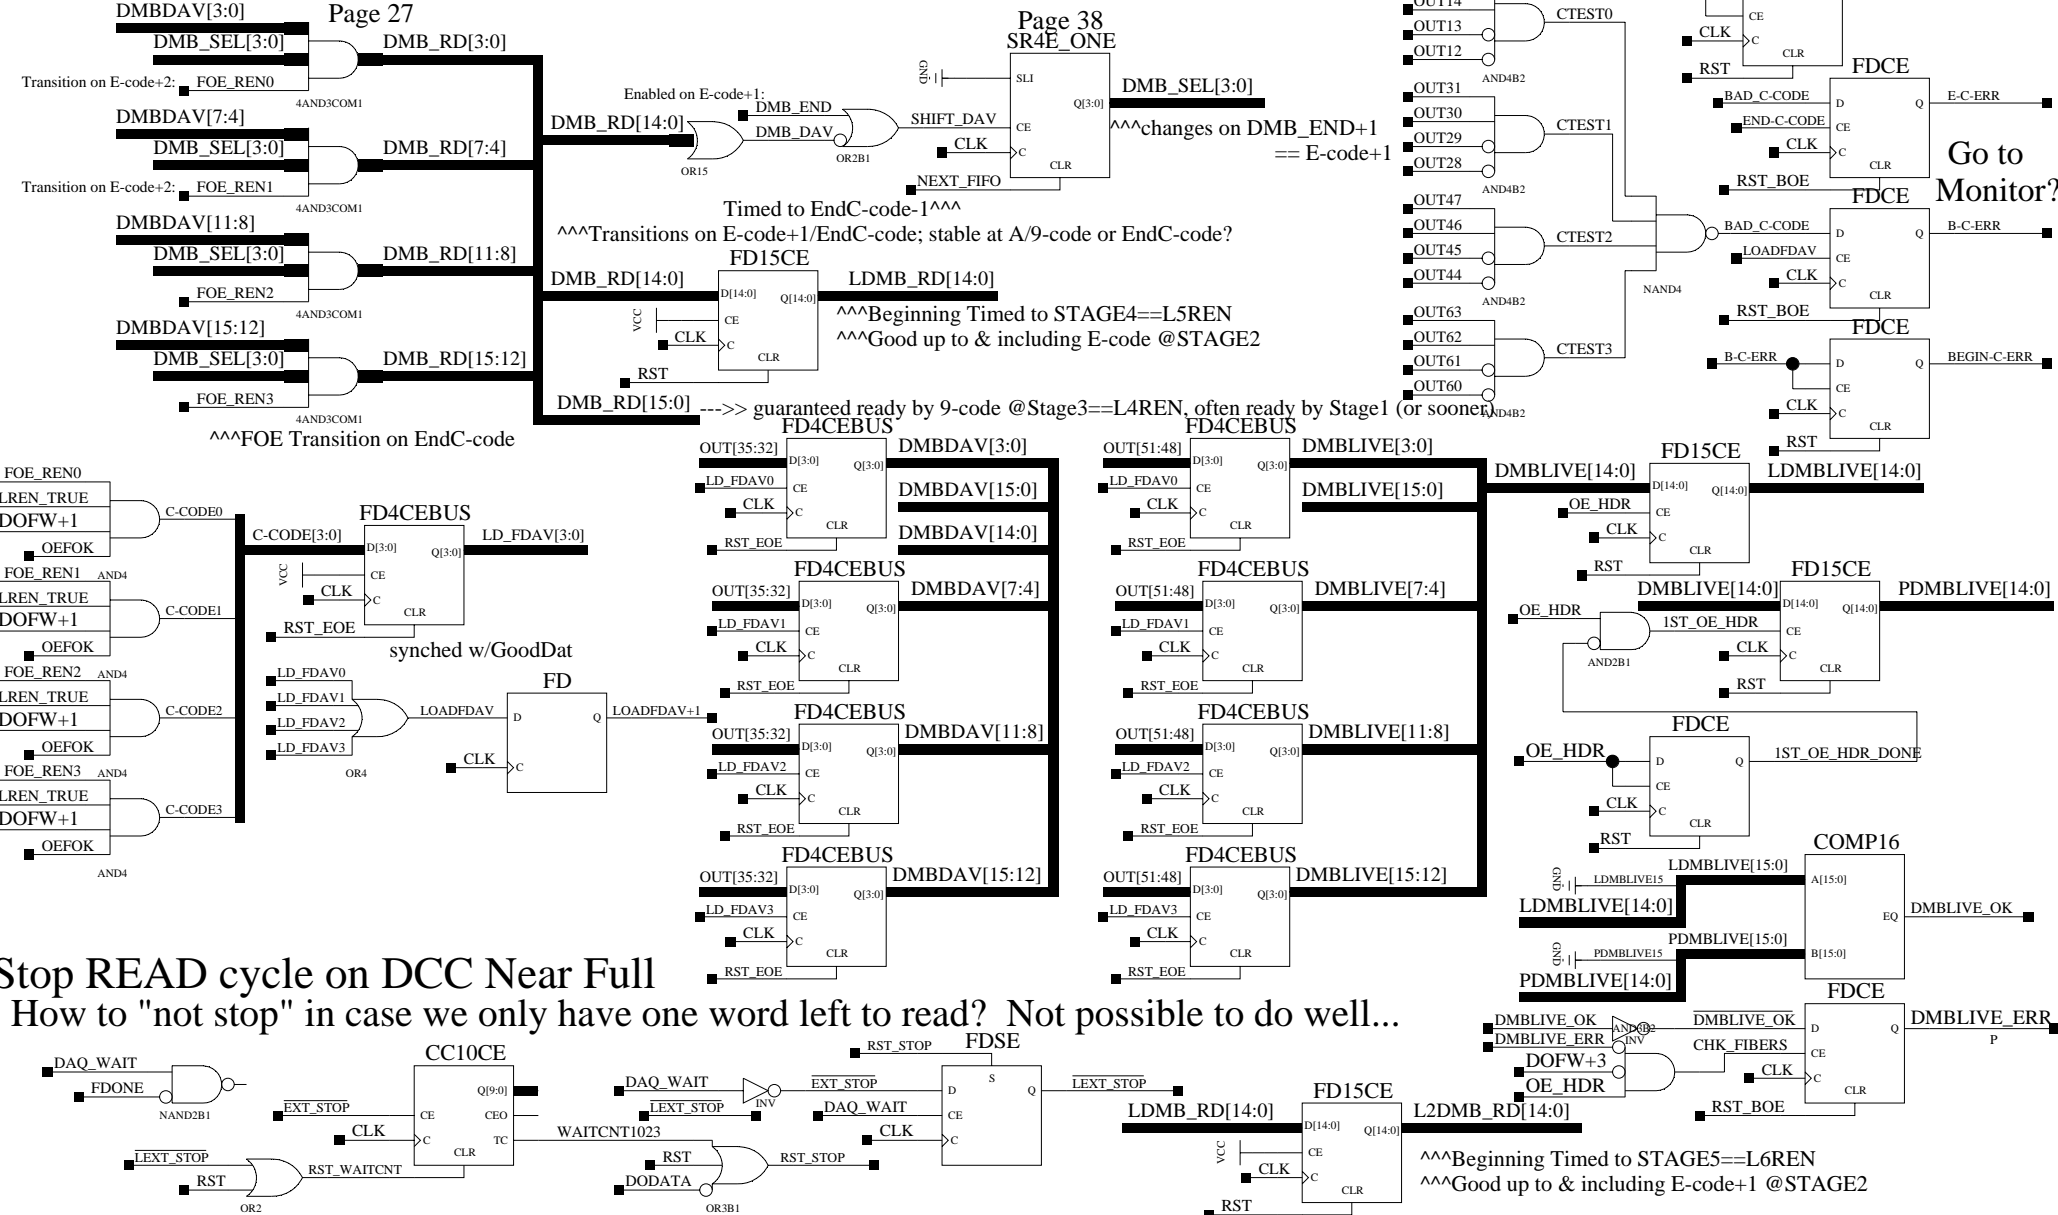 DMBDAV[3:0]
Page 27
DMB_SEL[3:0]
DMB_RD[3:0]
Transition on E-code+2:
FOE_REN0
4AND3COM1
DMBDAV[7:4]
DMB_SEL[3:0]
DMB_RD[7:4]
Transition on E-code+2:
FOE_REN1
4AND3COM1
DMBDAV[11:8]
DMB_SEL[3:0]
DMB_RD[11:8]
FOE_REN2
4AND3COM1
DMBDAV[15:12]
DMB_SEL[3:0]
DMB_RD[15:12]
FOE_REN3
4AND3COM1
^^^FOE Transition on EndC-code
Page 38
SR4E_ONE
GND
SLI
Q[3:0]
DMB_SEL[3:0]
Enabled on E-code+1:
DMB_END
DMB_RD[14:0]
DMB_DAV
OR15
OR2B1
SHIFT_DAV
CE
CLK
C
CLR
NEXT_FIFO
^^^changes on DMB_END+1
== E-code+1
Timed to EndC-code-1^^^
^^^Transitions on E-code+1/EndC-code; stable at A/9-code or EndC-code?
FD15CE
DMB_RD[14:0]
D[14:0]
Q[14:0]
LDMB_RD[14:0]
VCC
CE
CLK
C
CLR
RST
^^^Beginning Timed to STAGE4==L5REN
^^^Good up to & including E-code @STAGE2
DMB_RD[15:0]
--->> guaranteed ready by 9-code @Stage3==L4REN, often ready by Stage1 (or sooner)
OUT14
OUT13
OUT12
CTEST0
AND4B2
OUT31
OUT30
OUT29
OUT28
CTEST1
AND4B2
OUT47
OUT46
OUT45
OUT44
CTEST2
AND4B2
OUT63
OUT62
OUT61
OUT60
CTEST3
AND4B2
NAND4
CE
CLK
C
CLR
RST
FDCE
BAD_C-CODE
D
Q
E-C-ERR
END-C-CODE
CE
CLK
C
CLR
RST_BOE
Go to
Monitor?
FDCE
BAD_C-CODE
D
Q
B-C-ERR
LOADFDAV
CE
CLK
C
CLR
RST_BOE
FDCE
B-C-ERR
D
Q
BEGIN-C-ERR
CE
CLK
C
CLR
RST
FOE_REN0
LREN_TRUE
DOFW+1
OEFOK
C-CODE0
AND4
FOE_REN1
LREN_TRUE
DOFW+1
OEFOK
C-CODE1
AND4
FOE_REN2
LREN_TRUE
DOFW+1
OEFOK
C-CODE2
AND4
FOE_REN3
LREN_TRUE
DOFW+1
OEFOK
C-CODE3
AND4
FD4CEBUS
C-CODE[3:0]
D[3:0]
Q[3:0]
LD_FDAV[3:0]
VCC
CE
CLK
C
CLR
RST_EOE
synched w/GoodDat
LD_FDAV0
LD_FDAV1
LD_FDAV2
LD_FDAV3
OR4
LOADFDAV
FD
D
Q
LOADFDAV+1
CLK
C
FD4CEBUS
OUT[35:32]
D[3:0]
Q[3:0]
DMBDAV[3:0]
LD_FDAV0
CE
DMBDAV[15:0]
CLK
C
CLR
DMBDAV[14:0]
RST_EOE
FD4CEBUS
OUT[35:32]
D[3:0]
Q[3:0]
DMBDAV[7:4]
LD_FDAV1
CE
CLK
C
CLR
RST_EOE
FD4CEBUS
OUT[35:32]
D[3:0]
Q[3:0]
DMBDAV[11:8]
LD_FDAV2
CE
CLK
C
CLR
RST_EOE
FD4CEBUS
OUT[35:32]
D[3:0]
Q[3:0]
DMBDAV[15:12]
LD_FDAV3
CE
CLK
C
CLR
RST_EOE
FD4CEBUS
OUT[51:48]
D[3:0]
Q[3:0]
DMBLIVE[3:0]
LD_FDAV0
CE
DMBLIVE[15:0]
CLK
C
CLR
RST_EOE
FD4CEBUS
OUT[51:48]
D[3:0]
Q[3:0]
DMBLIVE[7:4]
LD_FDAV1
CE
CLK
C
CLR
RST_EOE
FD4CEBUS
OUT[51:48]
D[3:0]
Q[3:0]
DMBLIVE[11:8]
LD_FDAV2
CE
CLK
C
CLR
RST_EOE
FD4CEBUS
OUT[51:48]
D[3:0]
Q[3:0]
DMBLIVE[15:12]
LD_FDAV3
CE
CLK
C
CLR
RST_EOE
FD15CE
DMBLIVE[14:0]
D[14:0]
Q[14:0]
LDMBLIVE[14:0]
OE_HDR
CE
CLK
C
CLR
RST
FD15CE
DMBLIVE[14:0]
D[14:0]
Q[14:0]
PDMBLIVE[14:0]
OE_HDR
1ST_OE_HDR
CE
AND2B1
CLK
C
CLR
RST
FDCE
OE_HDR
D
Q
1ST_OE_HDR_DONE
CE
CLK
C
CLR
RST
COMP16
LDMBLIVE[15:0]
GND
LDMBLIVE15
A[15:0]
LDMBLIVE[14:0]
EQ
DMBLIVE_OK
PDMBLIVE[15:0]
GND
PDMBLIVE15
B[15:0]
PDMBLIVE[14:0]
FDCE
DMBLIVE_OK
AND3B2
INV
DMBLIVE_OK
D
Q
DMBLIVE_ERR
P
DMBLIVE_ERR
CHK_FIBERS
CE
DOFW+3
CLK
C
OE_HDR
CLR
RST_BOE
Stop READ cycle on DCC Near Full
How to "not stop" in case we only have one word left to read?  Not possible to do well...
DAQ_WAIT
FDONE
NAND2B1
CC10CE
Q[9:0]
EXT_STOP
CE
CEO
CLK
C
TC
WAITCNT1023
CLR
LEXT_STOP
RST
RST_WAITCNT
OR2
RST_STOP
FDSE
DAQ_WAIT
INV
EXT_STOP
S
D
Q
LEXT_STOP
LEXT_STOP
DAQ_WAIT
CE
CLK
C
RST
DODATA
RST_STOP
OR3B1
FD15CE
LDMB_RD[14:0]
D[14:0]
Q[14:0]
L2DMB_RD[14:0]
VCC
CE
CLK
C
CLR
RST
^^^Beginning Timed to STAGE5==L6REN
^^^Good up to & including E-code+1 @STAGE2